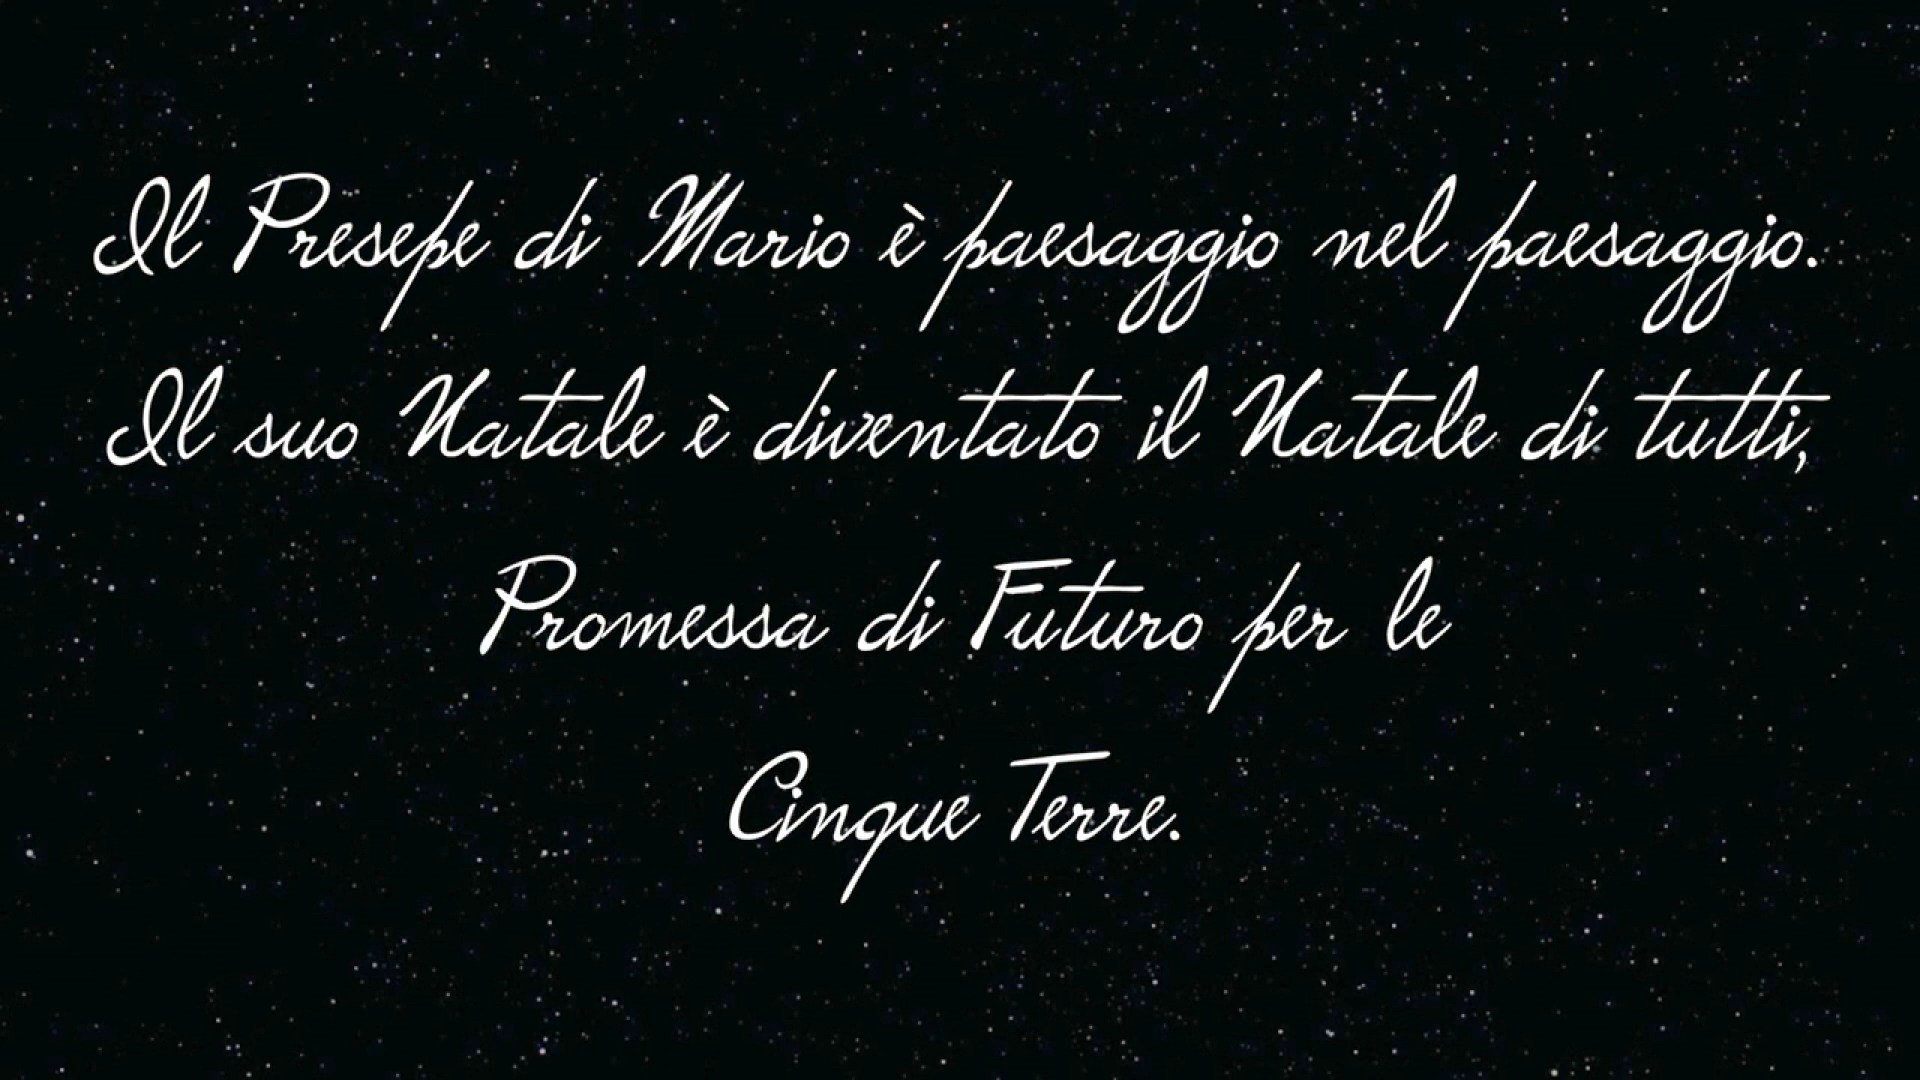 Il Presepe di Mario è paesaggio nel paesaggio.
Il suo Natale è diventato il Natale di tutti,
Promessa di Futuro per le
Cinque Terre.